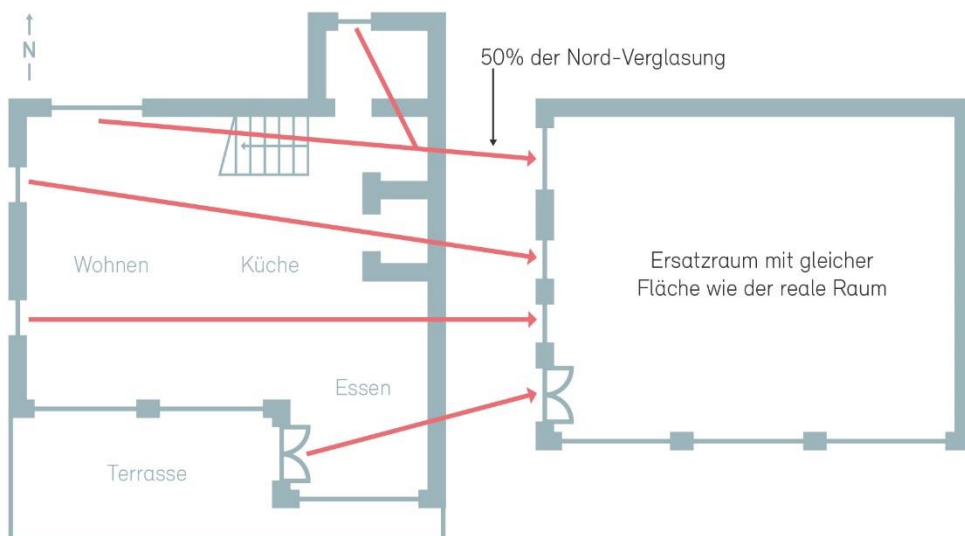 N
50% der Nord-Verglasung
Wohnen
Küche
Essen
Terrasse
Ersatzraum mit gleicher
Fläche wie der reale Raum